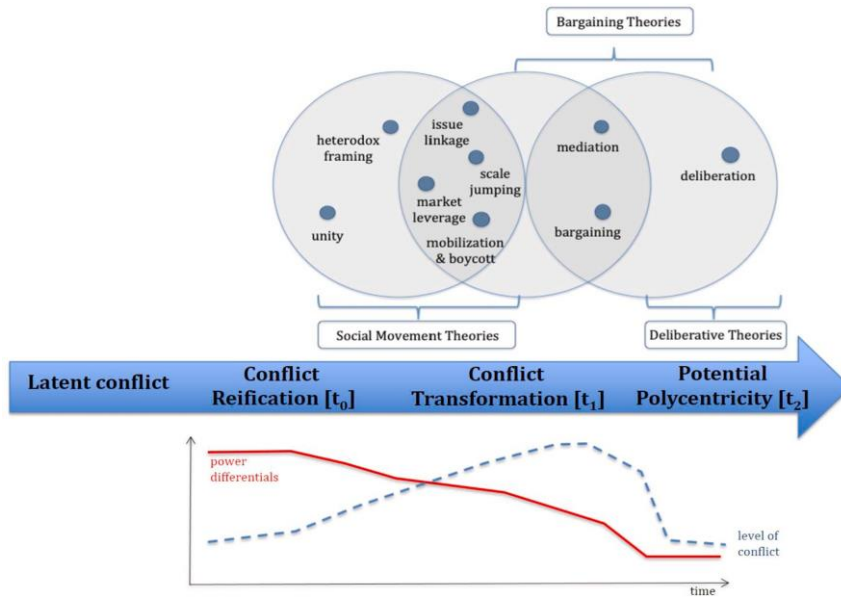 Bargaining Theories
heterodox
framing
issue
linkage
scale
jumping
market
leverage
mobilization
& boycott
unity
mediation
bargaining
deliberation
Social Movement Theories
Deliberative Theories
Latent conflict
Conflict
Reification [t₀]
Conflict
Transformation [t₁]
Potential
Polycentricity [t₂]
power
differentials
level of
conflict
time